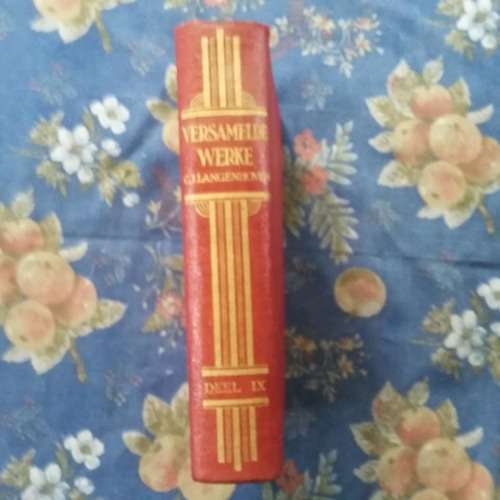 VERSAMELDE
WERKE
C.J. LANGENHOVEN
DEEL IX